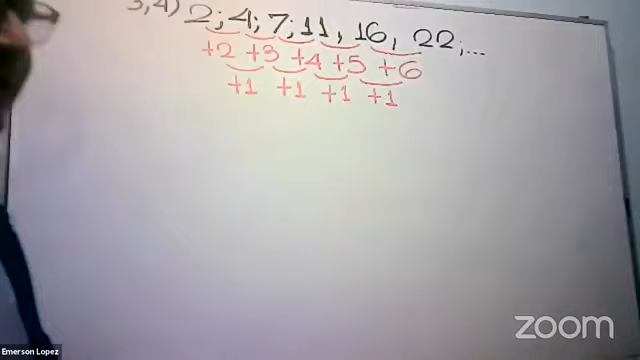 3,4) 2; 4; 7; 11, 16, 22;...
+2 +3 +4 +5 +6
+1 +1 +1 +1
zoom
Emerson Lopez